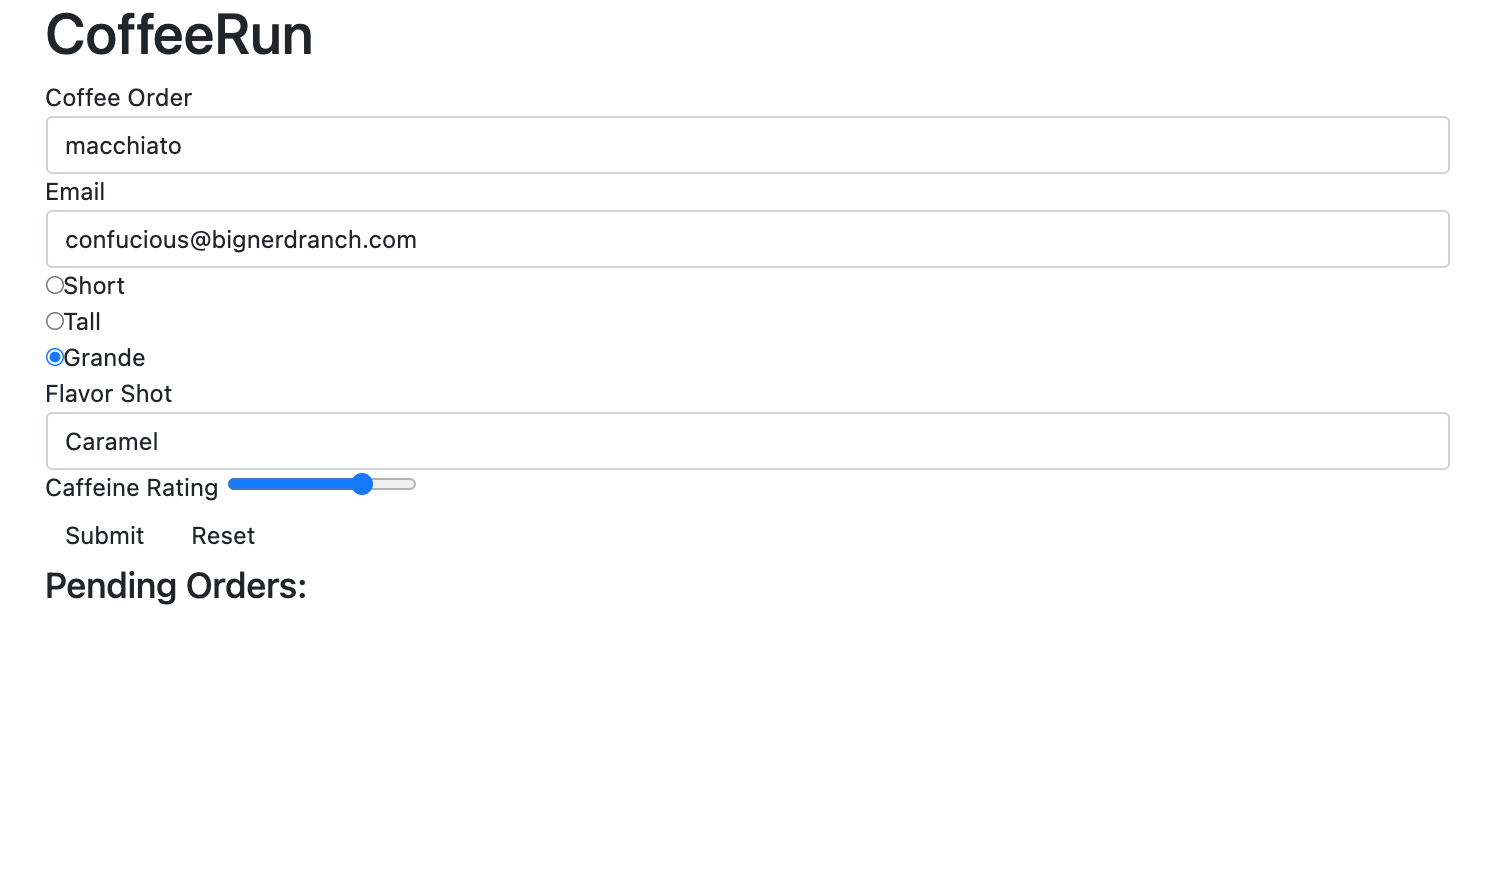 CoffeeRun
Coffee Order
macchiato
Email
confucious@bignerdranch.com
Short
Tall
Grande
Flavor Shot
Caramel
Caffeine Rating
Submit Reset
Pending Orders: